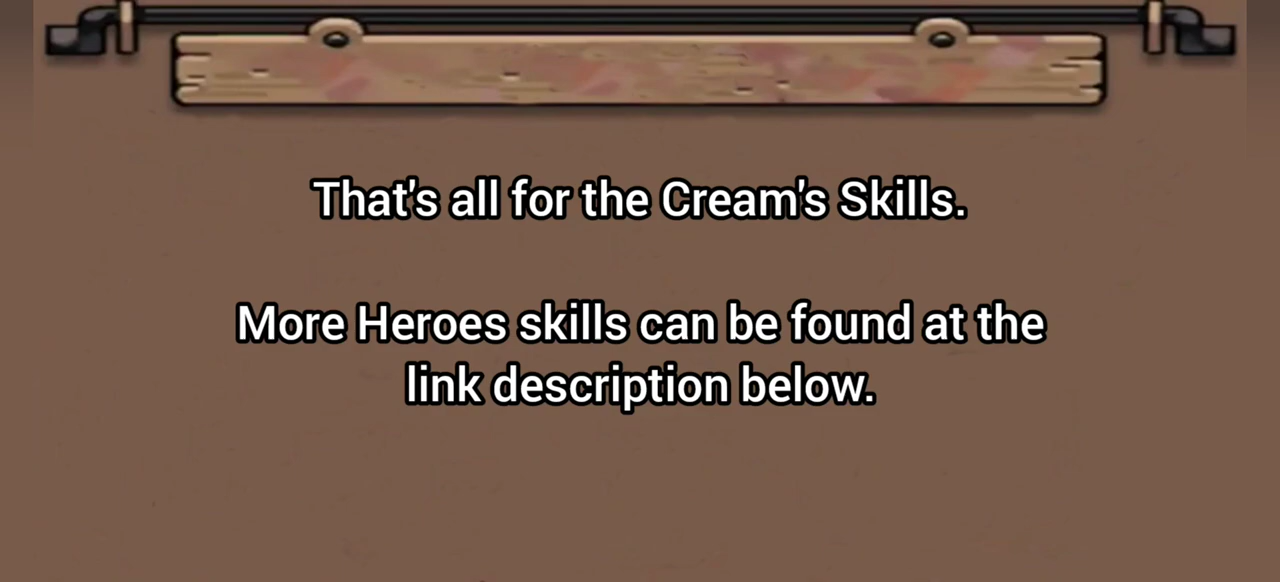 That's all for the Cream's Skills.
More Heroes skills can be found at the
link description below.